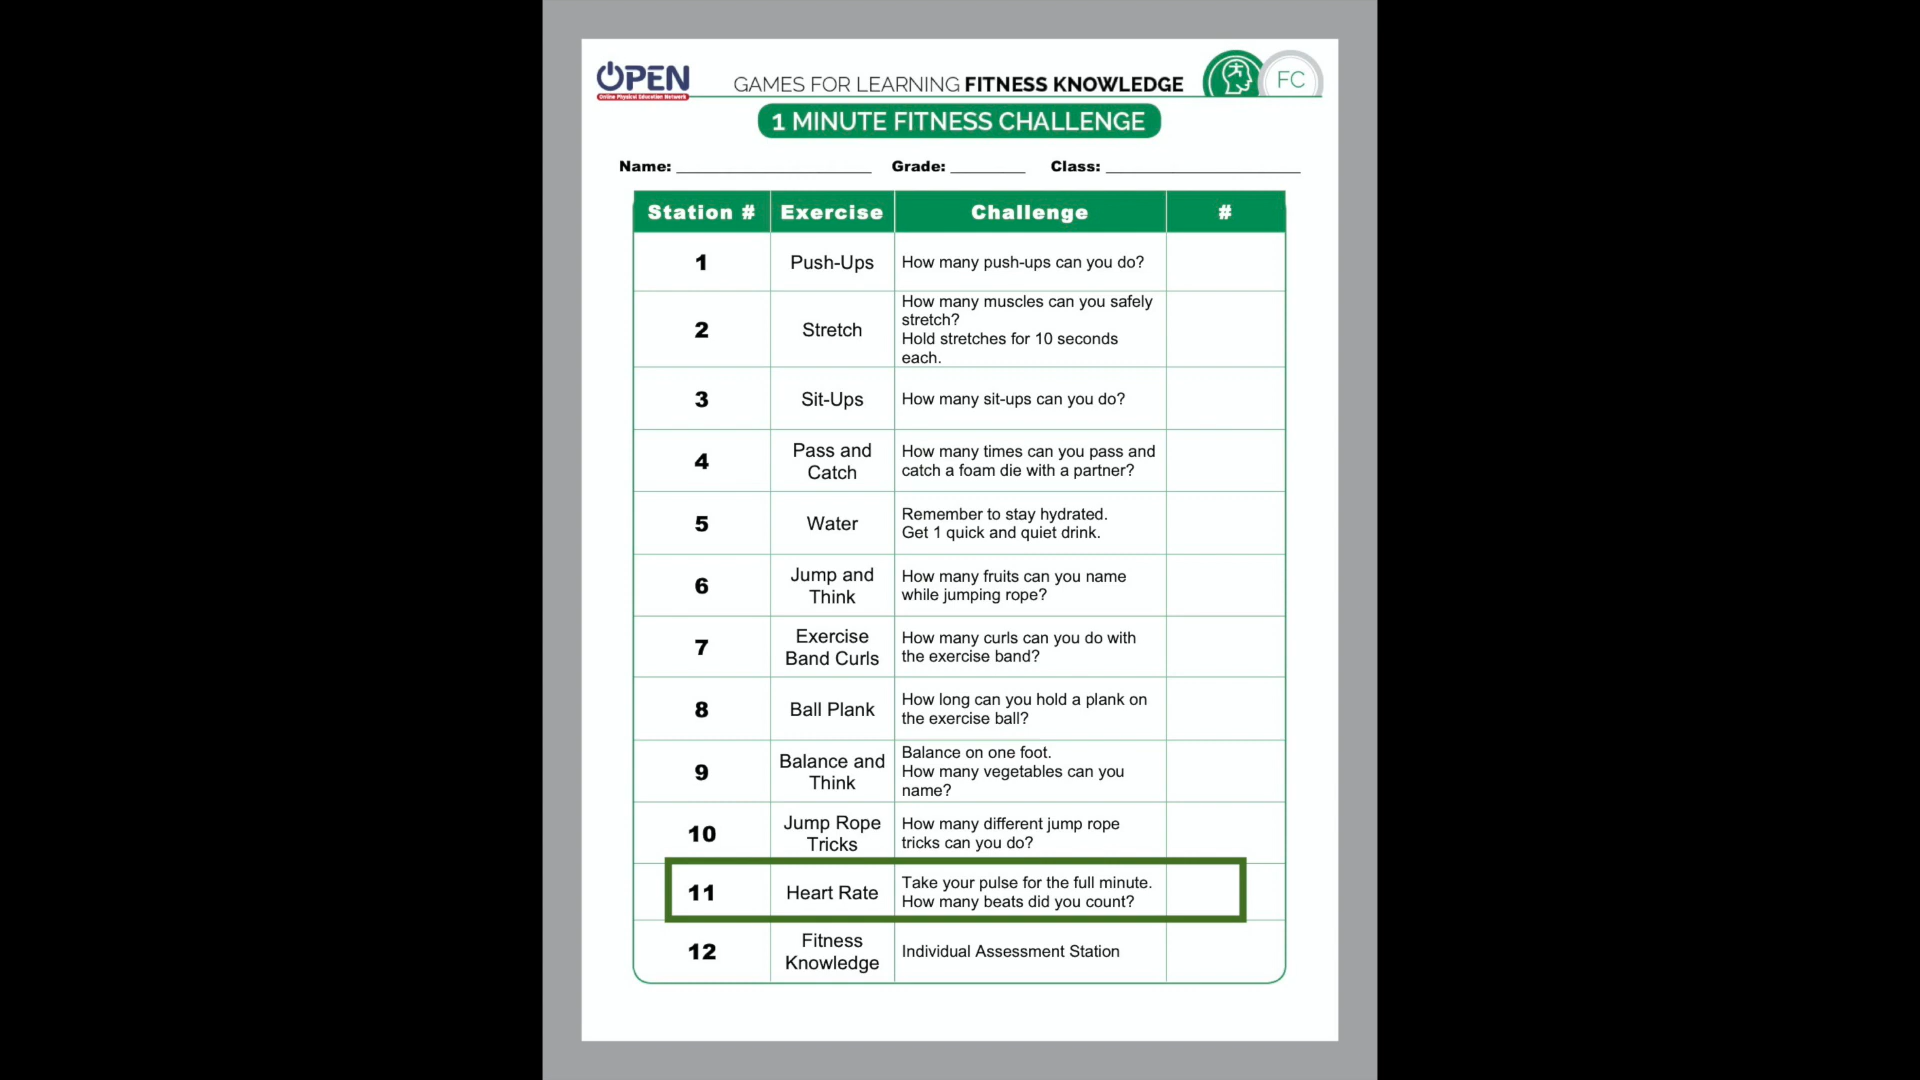 OPEN
Online Physical Education Network
GAMES FOR LEARNING FITNESS KNOWLEDGE
FC
1 MINUTE FITNESS CHALLENGE
Name: Grade: Class:
Station # Exercise Challenge #
1 Push-Ups How many push-ups can you do?
2 Stretch
How many muscles can you safely
stretch?
Hold stretches for 10 seconds
each.
3 Sit-Ups How many sit-ups can you do?
4
Pass and
Catch
How many times can you pass and
catch a foam die with a partner?
5 Water
Remember to stay hydrated.
Get 1 quick and quiet drink.
6
Jump and
Think
How many fruits can you name
while jumping rope?
7
Exercise
Band Curls
How many curls can you do with
the exercise band?
8 Ball Plank
How long can you hold a plank on
the exercise ball?
9
Balance and
Think
Balance on one foot.
How many vegetables can you
name?
10
Jump Rope
Tricks
How many different jump rope
tricks can you do?
11 Heart Rate
Take your pulse for the full minute.
How many beats did you count?
12
Fitness
Knowledge
Individual Assessment Station